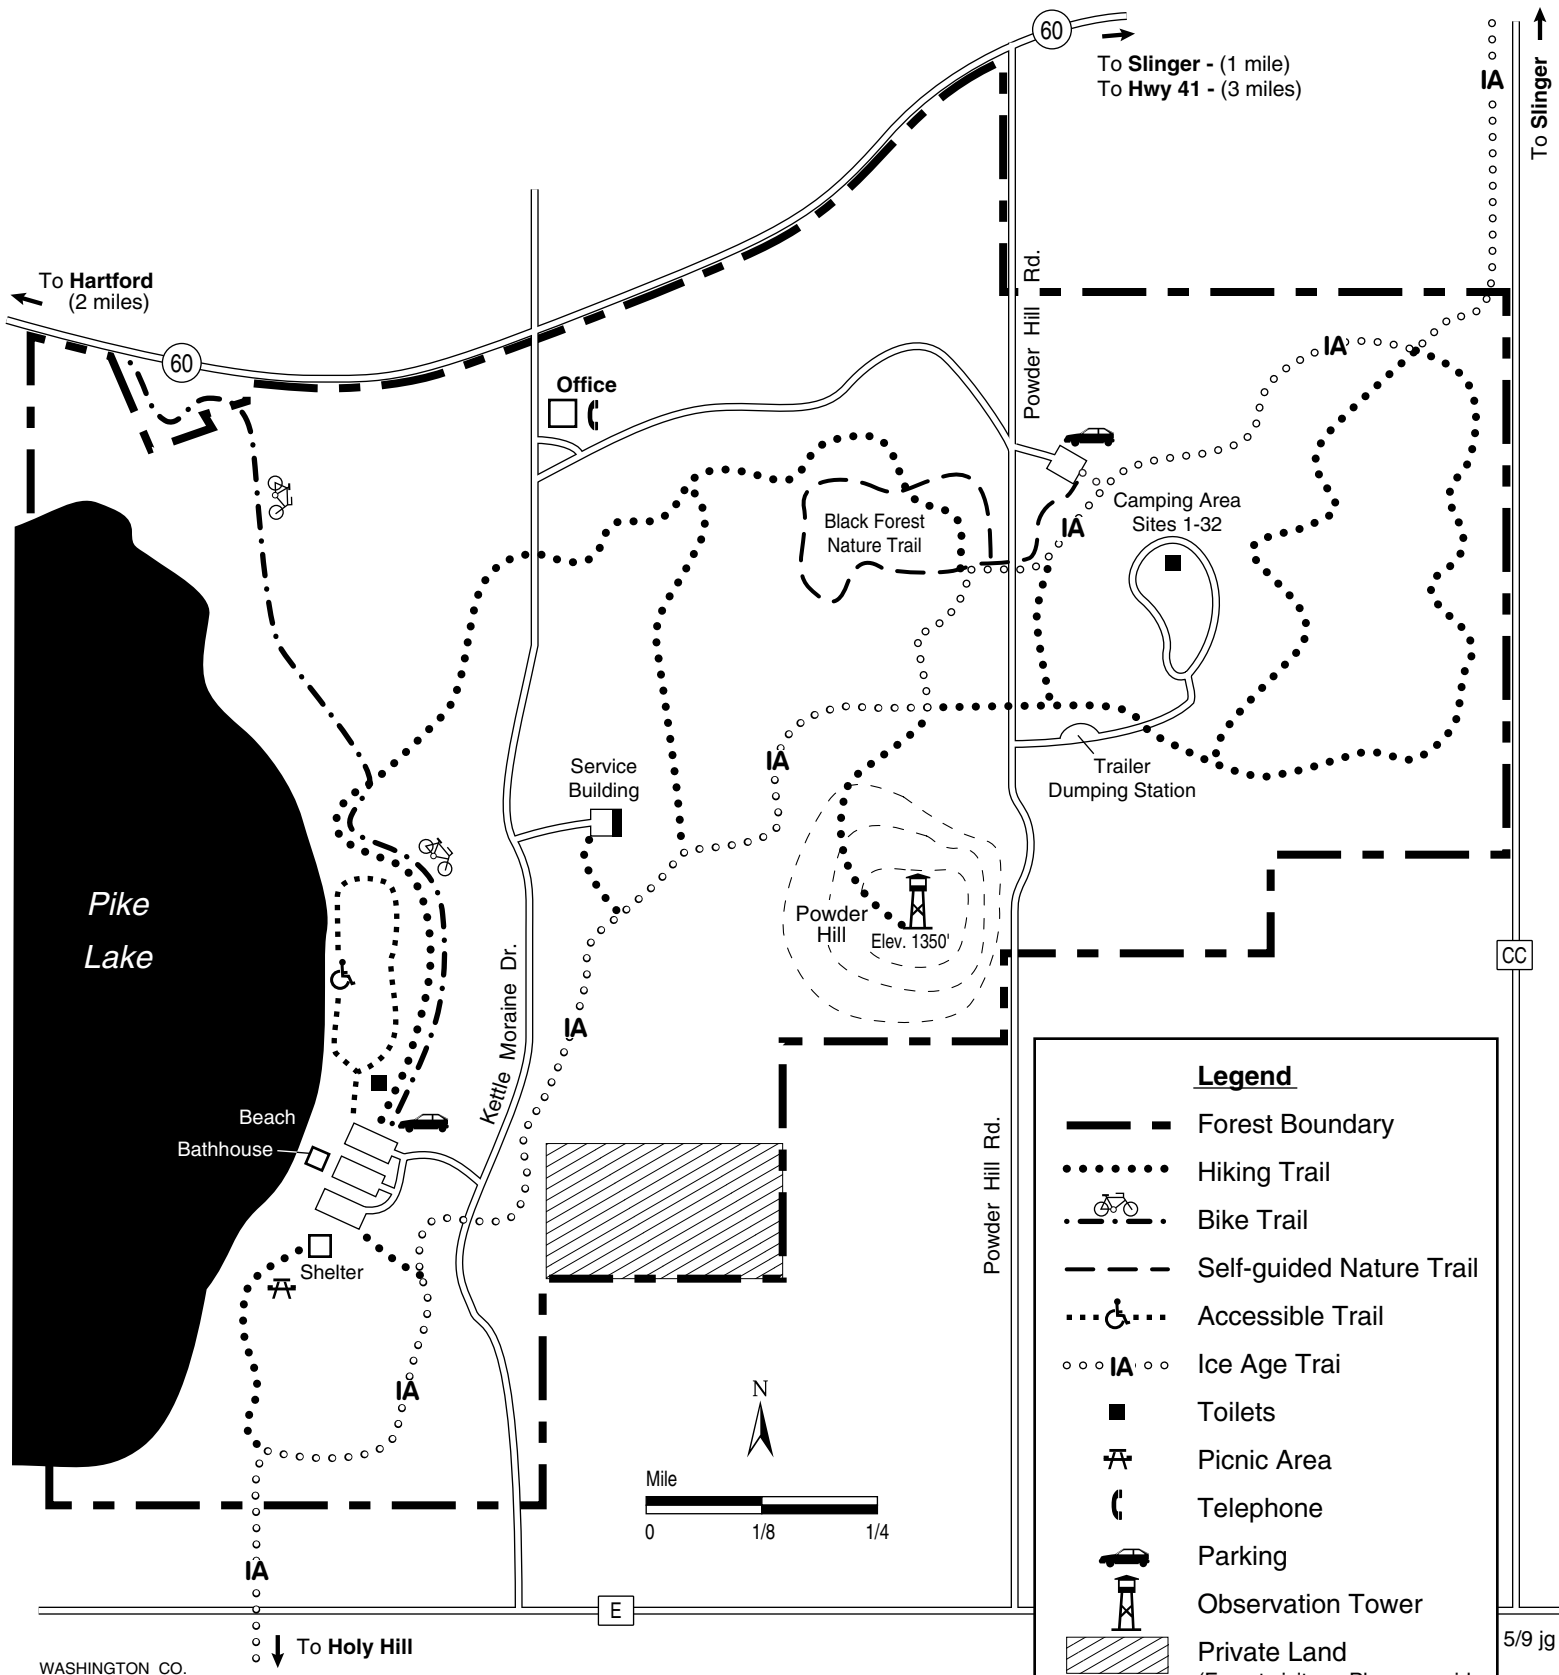 60
To Slinger - (1 mile)
To Hwy 41 - (3 miles)
IA
To Slinger
To Hartford
(2 miles)
60
Powder Hill Rd.
IA
Office
Camping Area
Sites 1-32
Black Forest
Nature Trail
IA
Service
Building
IA
Trailer
Dumping Station
Pike
Lake
Powder
Hill
Elev. 1350'
CC
Kettle Moraine Dr.
IA
Beach
Bathhouse
Shelter
Powder Hill Rd.
IA
N
Mile
0 1/8 1/4
IA
E
To Holy Hill
WASHINGTON CO.
Legend
Forest Boundary
Hiking Trail
Bike Trail
Self-guided Nature Trail
Accessible Trail
IA Ice Age Trai
Toilets
Picnic Area
Telephone
Parking
Observation Tower
Private Land
5/9 jg